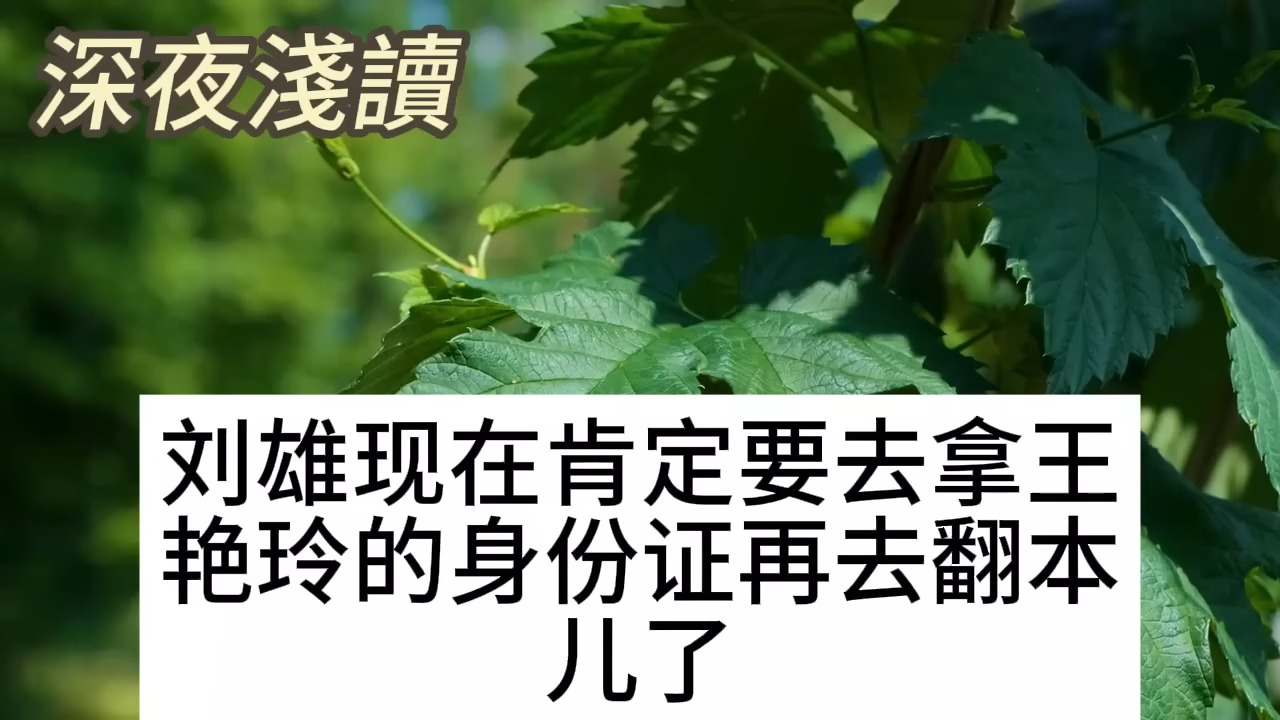 深夜淺讀
刘雄现在肯定要去拿王
艳玲的身份证再去翻本
儿了